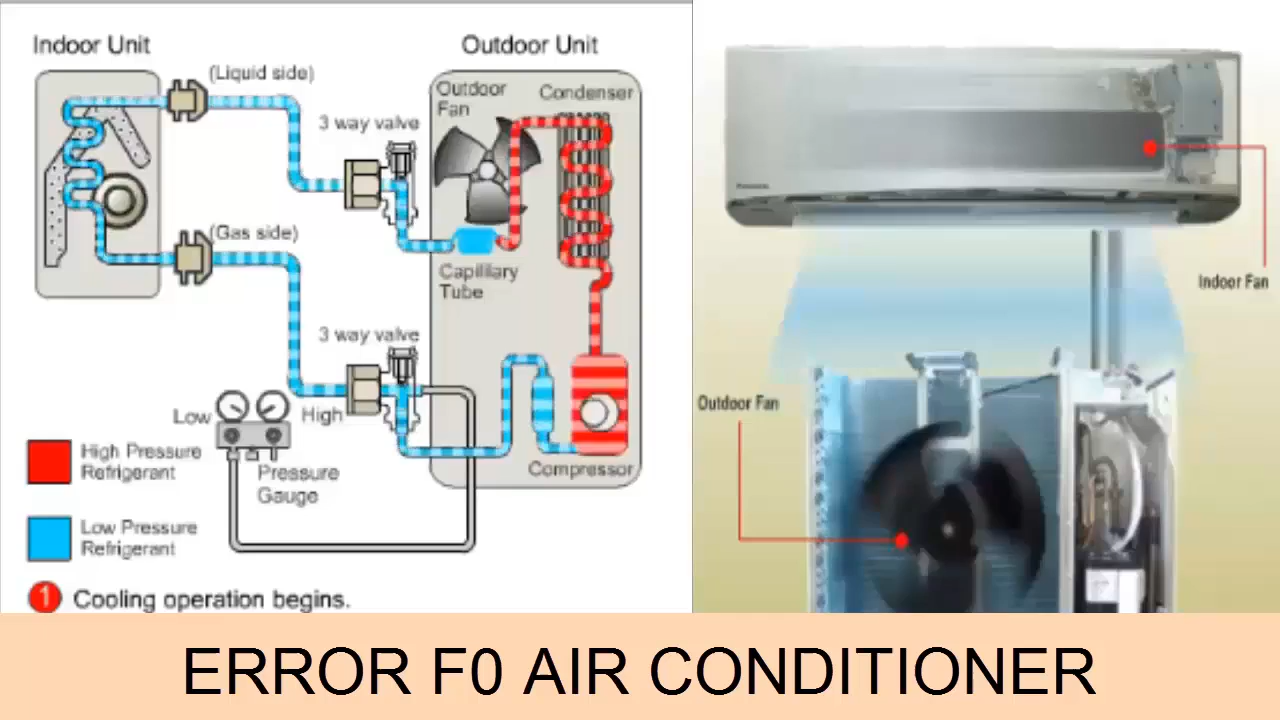 Indoor Unit
Outdoor Unit
(Liquid side)
Outdoor
Fan
Condenser
3 way valve
(Gas side)
Capilliary
Tube
3 way valve
Low
High
High Pressure
Refrigerant
Pressure
Gauge
Compressor
Low Pressure
Refrigerant
1 Cooling operation begins.
Indoor Fan
Outdoor Fan
ERROR F0 AIR CONDITIONER